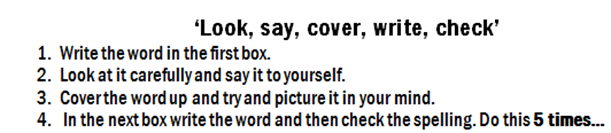 ‘Look, say, cover, write, check’
1. Write the word in the first box.
2. Look at it carefully and say it to yourself.
3. Cover the word up and try and picture it in your mind.
4. In the next box write the word and then check the spelling. Do this 5 times...